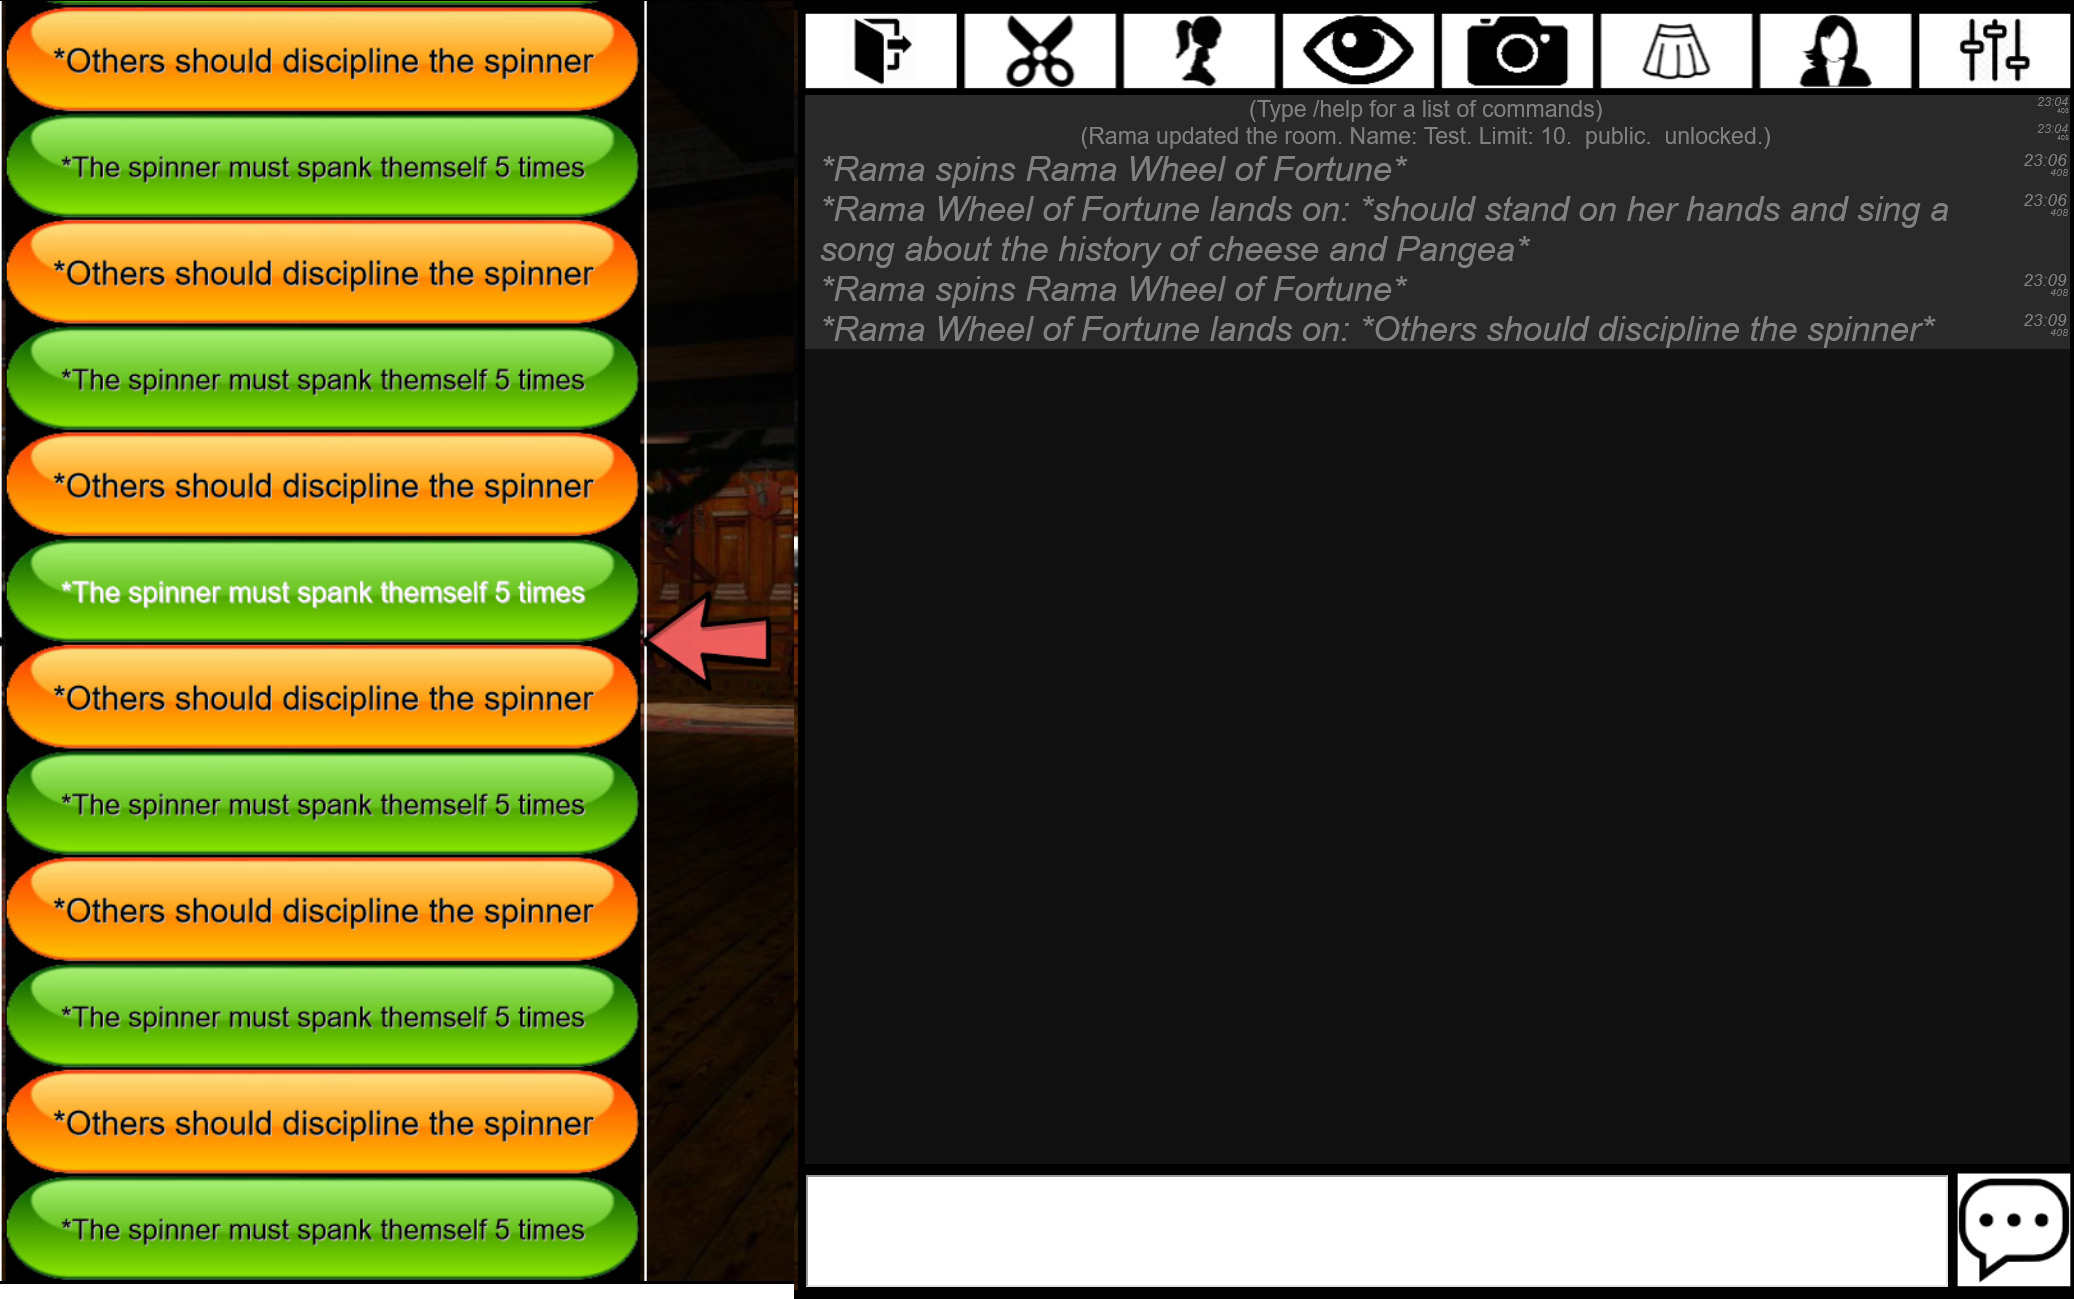 *Others should discipline the spinner
*The spinner must spank themself 5 times
*Others should discipline the spinner
*The spinner must spank themself 5 times
*Others should discipline the spinner
*The spinner must spank themself 5 times
*Others should discipline the spinner
*The spinner must spank themself 5 times
*Others should discipline the spinner
*The spinner must spank themself 5 times
*Others should discipline the spinner
*The spinner must spank themself 5 times
(Type /help for a list of commands) 23:04
408
(Rama updated the room. Name: Test. Limit: 10. public. unlocked.) 23:04
408
*Rama spins Rama Wheel of Fortune* 23:06
408
*Rama Wheel of Fortune lands on: *should stand on her hands and sing a 23:06
408
song about the history of cheese and Pangea*
*Rama spins Rama Wheel of Fortune* 23:09
408
*Rama Wheel of Fortune lands on: *Others should discipline the spinner* 23:09
408